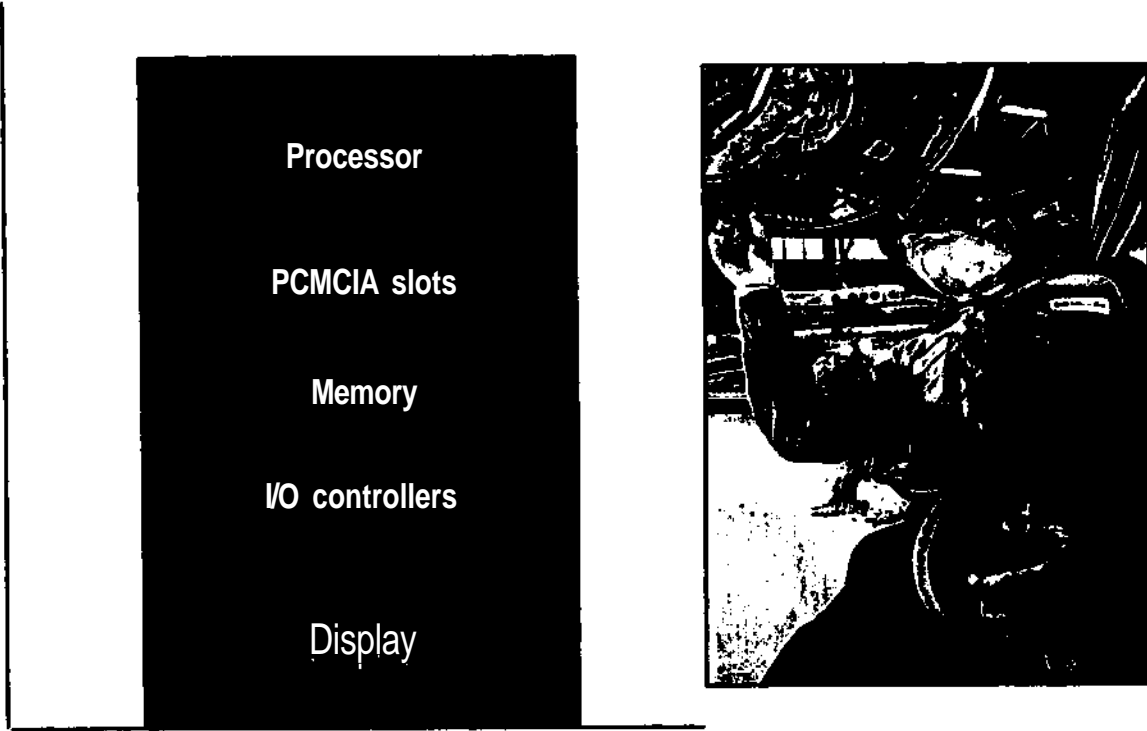 Processor
PCMCIA slots
Memory
I/O controllers
Display